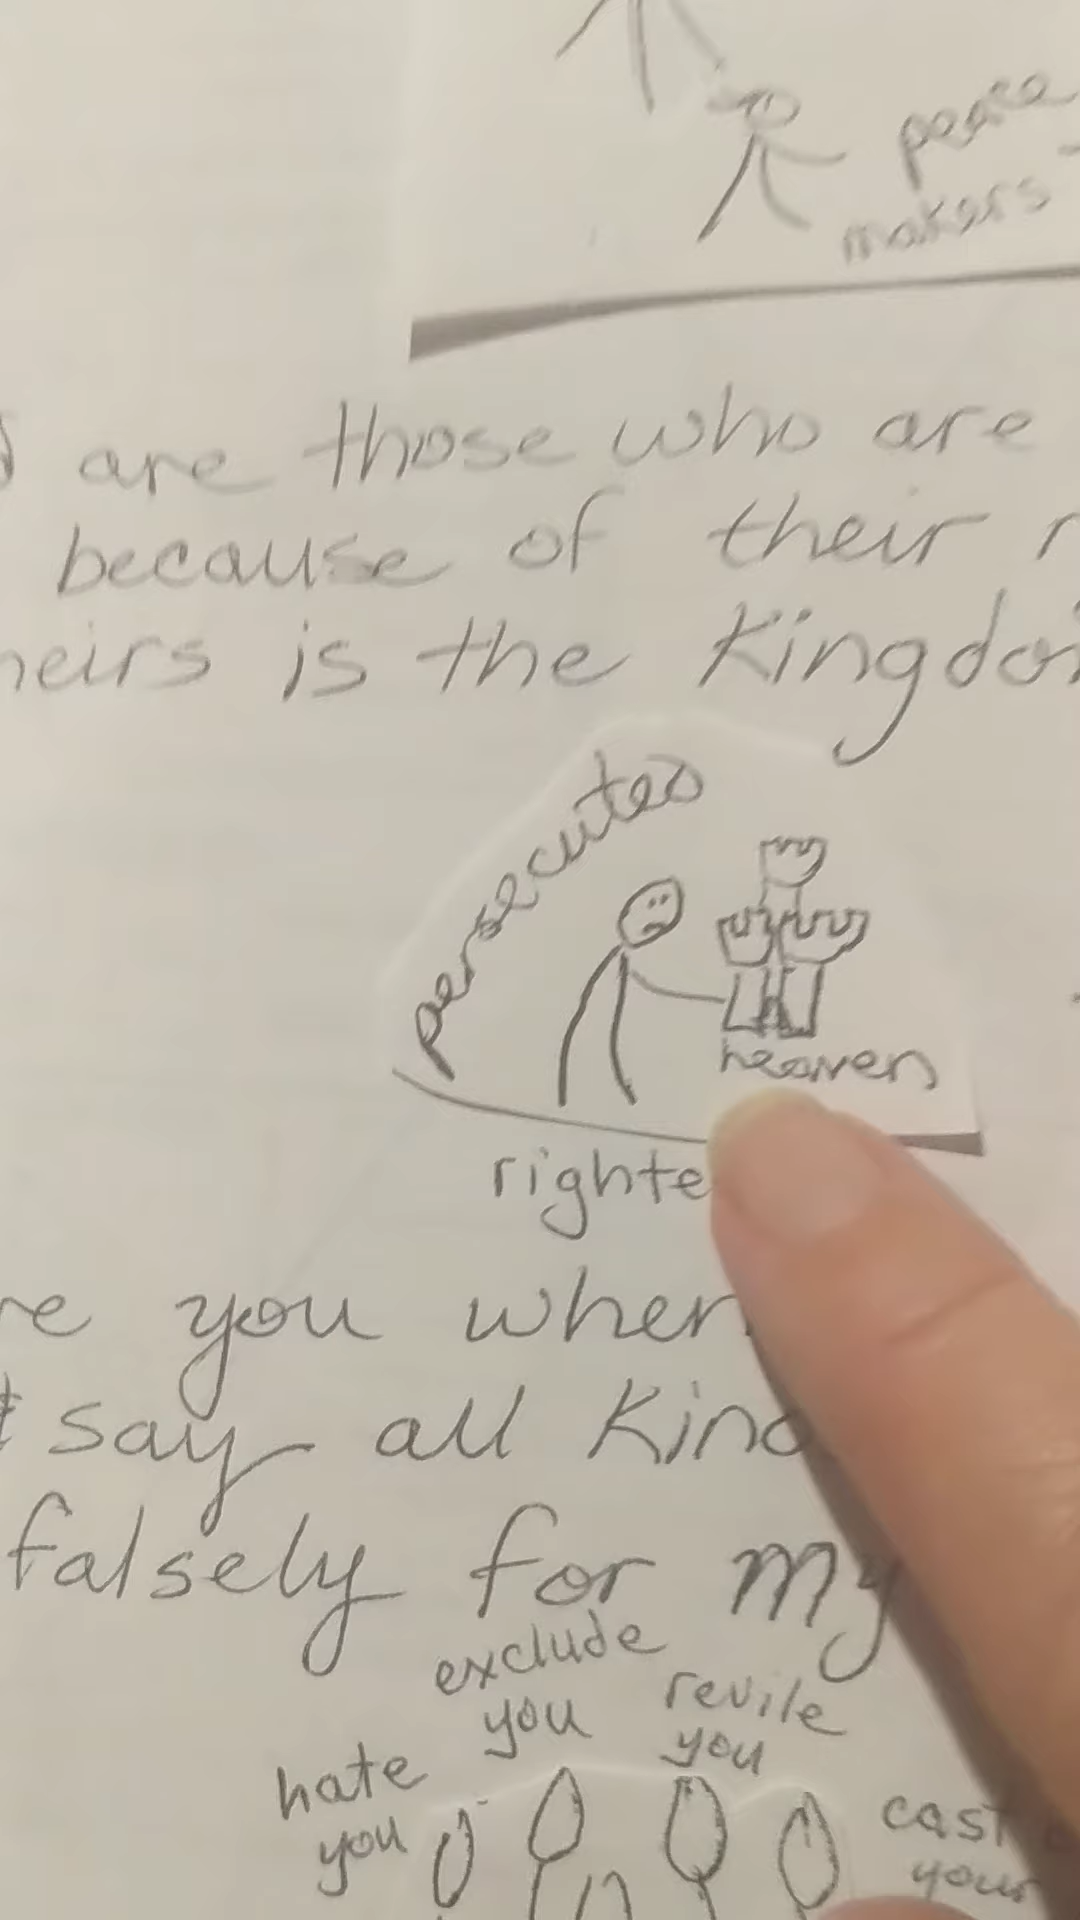 peace
makers
are those who are
because of their
is the Kingdo
persecuted
heaven
righte
you when
say all Kind
falsely for my
exclude
you
revile
you
hate
you
cast
your